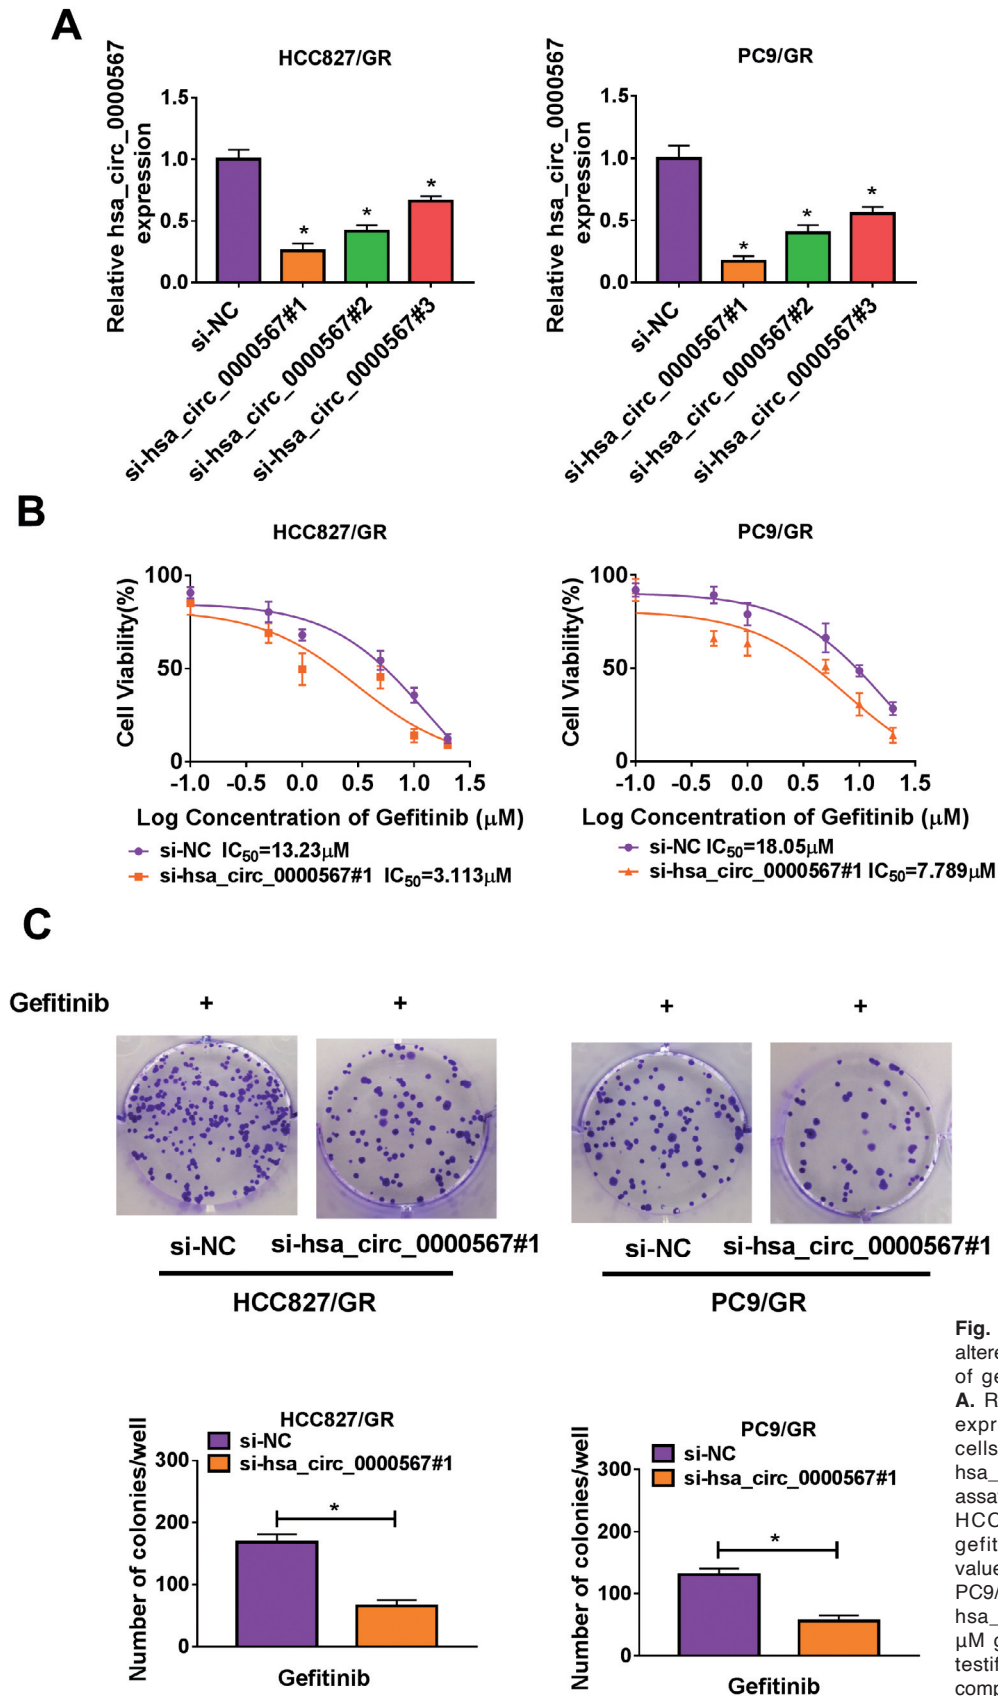 A
HCC827/GR
Relative hsa_circ_0000567
expression
1.5
1.0
0.5
0.0
*
*
*
si-NC
si-hsa_circ_0000567#1
si-hsa_circ_0000567#2
si-hsa_circ_0000567#3
PC9/GR
Relative hsa_circ_0000567
expression
1.5
1.0
0.5
0.0
*
*
*
si-NC
si-hsa_circ_0000567#1
si-hsa_circ_0000567#2
si-hsa_circ_0000567#3
B
HCC827/GR
Cell Viability(%)
100
50
0
-1.0 -0.5 0.0 0.5 1.0 1.5
Log Concentration of Gefitinib (μM)
si-NC IC50=13.23μM
si-hsa_circ_0000567#1 IC50=3.113μM
PC9/GR
Cell Viability(%)
100
50
0
-1.0 -0.5 0.0 0.5 1.0 1.5
Log Concentration of Gefitinib (μM)
si-NC IC50=18.05μM
si-hsa_circ_0000567#1 IC50=7.789μM
C
Gefitinib + + + +
si-NC si-hsa_circ_0000567#1
HCC827/GR
si-NC si-hsa_circ_0000567#1
PC9/GR
HCC827/GR
si-NC
si-hsa_circ_0000567#1
Number of colonies/well
300
200
100
0
*
Gefitinib
PC9/GR
si-NC
si-hsa_circ_0000567#1
Number of colonies/well
300
200
100
0
*
Gefitinib
Fig.
altere
of ge
A. R
expr
cells
hsa_
assa
HCC
gefit
value
PC9/
hsa_
μM g
testif
comp